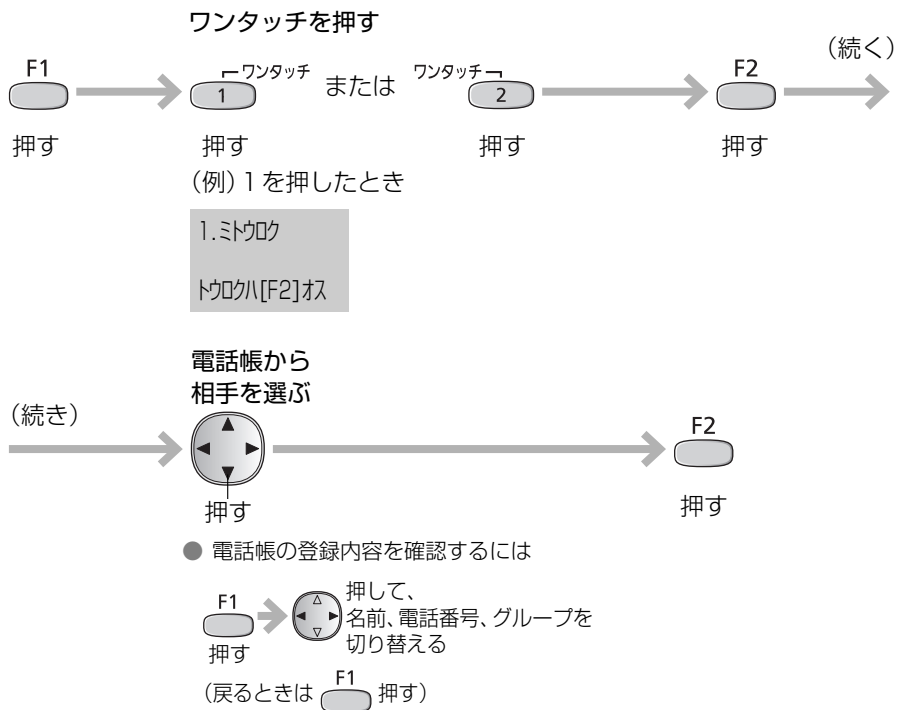 ワンタッチを押す
(続く)
F1
ワンタッチ
1
または
ワンタッチ
2
F2
押す
押す
押す
押す
(例)1を押したとき
1.ミトウロク
トウロクハ[F2]オス
電話帳から
相手を選ぶ
(続き)
F2
押す
押す
● 電話帳の登録内容を確認するには
F1
押す
押して、
名前、電話番号、グループを
切り替える
(戻るときは F1 押す)